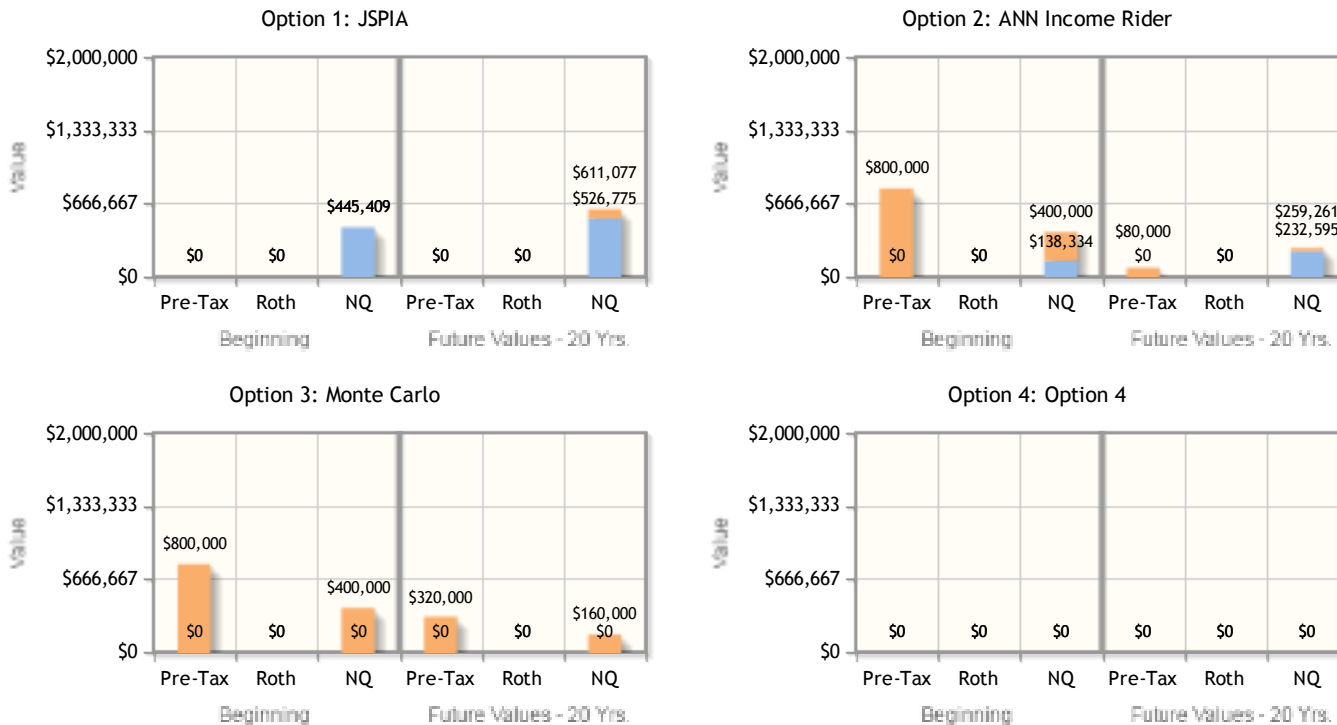 Option 1: JSPIA
$2,000,000
$1,333,333
$666,667
$0
Value
$0
$0
$445,409
$0
$0
$611,077
$526,775
Pre-Tax Roth NQ Pre-Tax Roth NQ
Beginning Future Values - 20 Yrs.
Option 2: ANN Income Rider
$2,000,000
$1,333,333
$666,667
$0
Value
$800,000
$0
$0
$400,000
$138,334
$80,000
$0
$0
$259,261
$232,595
Pre-Tax Roth NQ Pre-Tax Roth NQ
Beginning Future Values - 20 Yrs.
Option 3: Monte Carlo
$2,000,000
$1,333,333
$666,667
$0
Value
$800,000
$0
$0
$400,000
$0
$320,000
$0
$0
$160,000
$0
Pre-Tax Roth NQ Pre-Tax Roth NQ
Beginning Future Values - 20 Yrs.
Option 4: Option 4
$2,000,000
$1,333,333
$666,667
$0
Value
$0 $0 $0 $0 $0 $0
Pre-Tax Roth NQ Pre-Tax Roth NQ
Beginning Future Values - 20 Yrs.